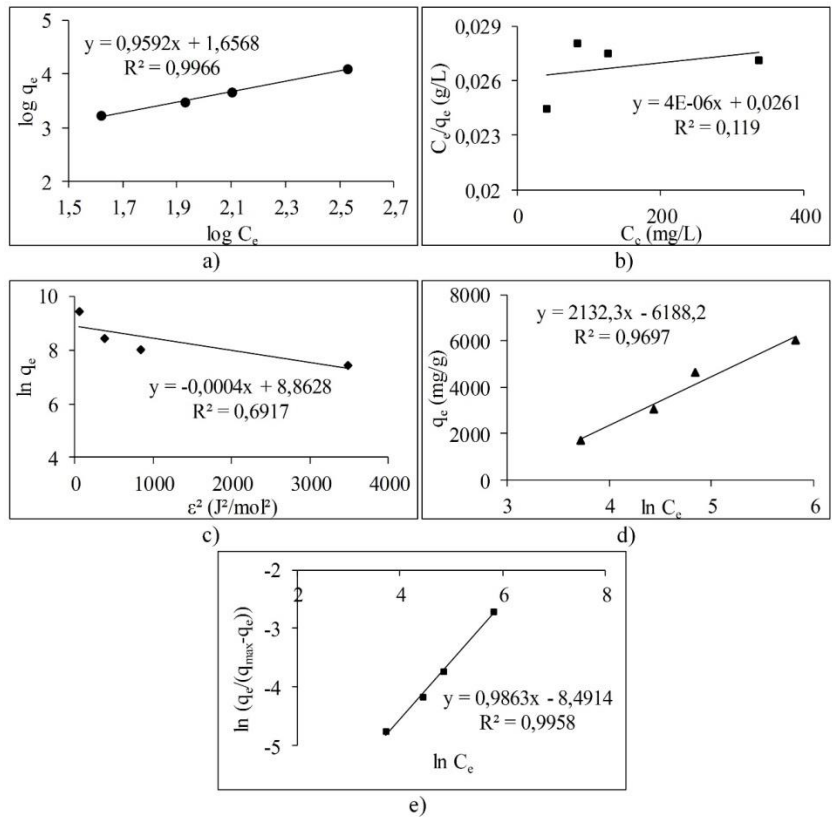 y = 0,9592x + 1,6568
R² = 0,9966
log qₑ
5
4
3
2
1,5 1,7 1,9 2,1 2,3 2,5 2,7
log Cₑ
a)
Cₑ/qₑ (g/L)
0,029
0,026
0,023
0,02
y = 4E-06x + 0,0261
R² = 0,119
0 200 400
Cₑ (mg/L)
b)
ln qₑ
10
8
6
4
y = -0,0004x + 8,8628
R² = 0,6917
0 1000 2000 3000 4000
ε² (J²/mol²)
c)
qₑ (mg/g)
8000
6000
4000
2000
0
y = 2132,3x - 6188,2
R² = 0,9697
3 4 5 6
ln Cₑ
d)
ln (qₑ/(qₘₐₓ-qₑ))
-2
2 4 6 8
-3
-4
-5
y = 0,9863x - 8,4914
R² = 0,9958
ln Cₑ
e)